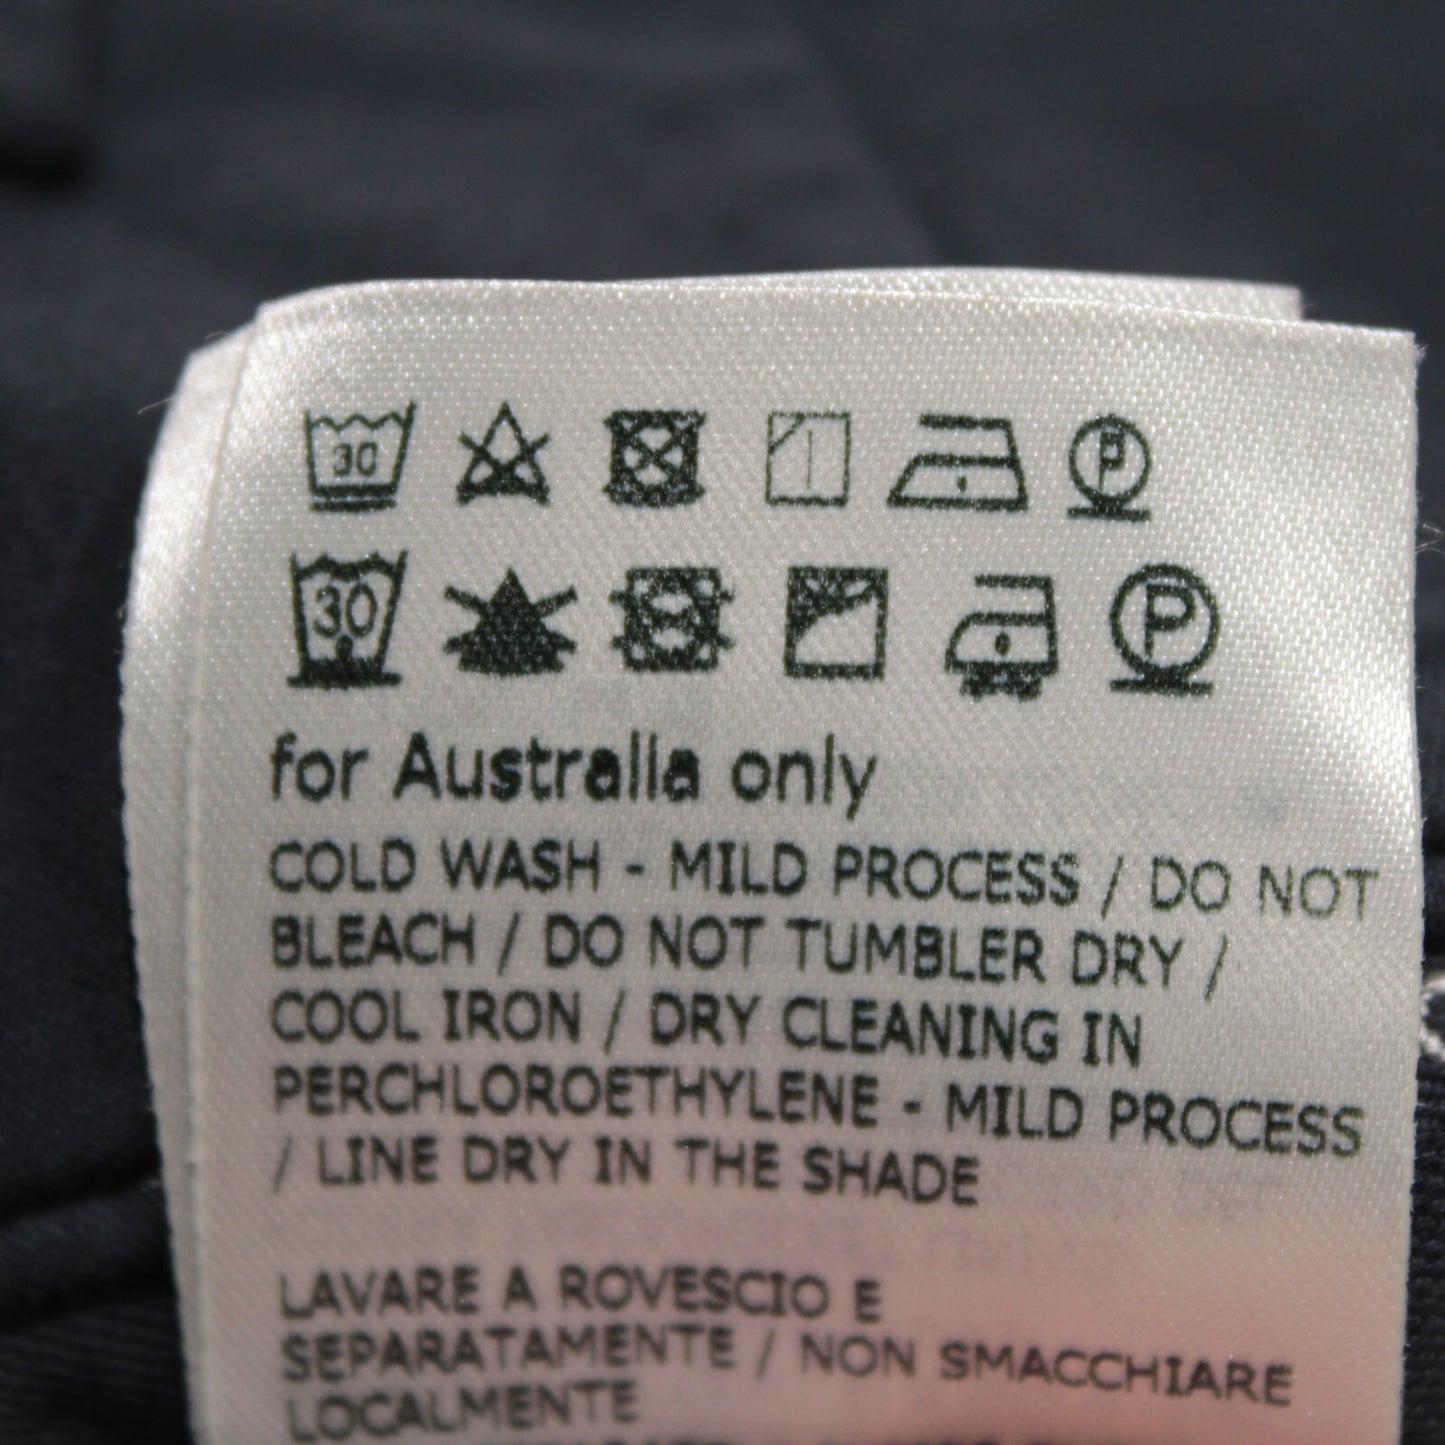 30
P
30
P
for Australia only
COLD WASH - MILD PROCESS / DO NOT
BLEACH / DO NOT TUMBLER DRY /
COOL IRON / DRY CLEANING IN
PERCHLOROETHYLENE - MILD PROCESS
/ LINE DRY IN THE SHADE
LAVARE A ROVESCIO E
SEPARATAMENTE / NON SMACCHIARE
LOCALMENTE